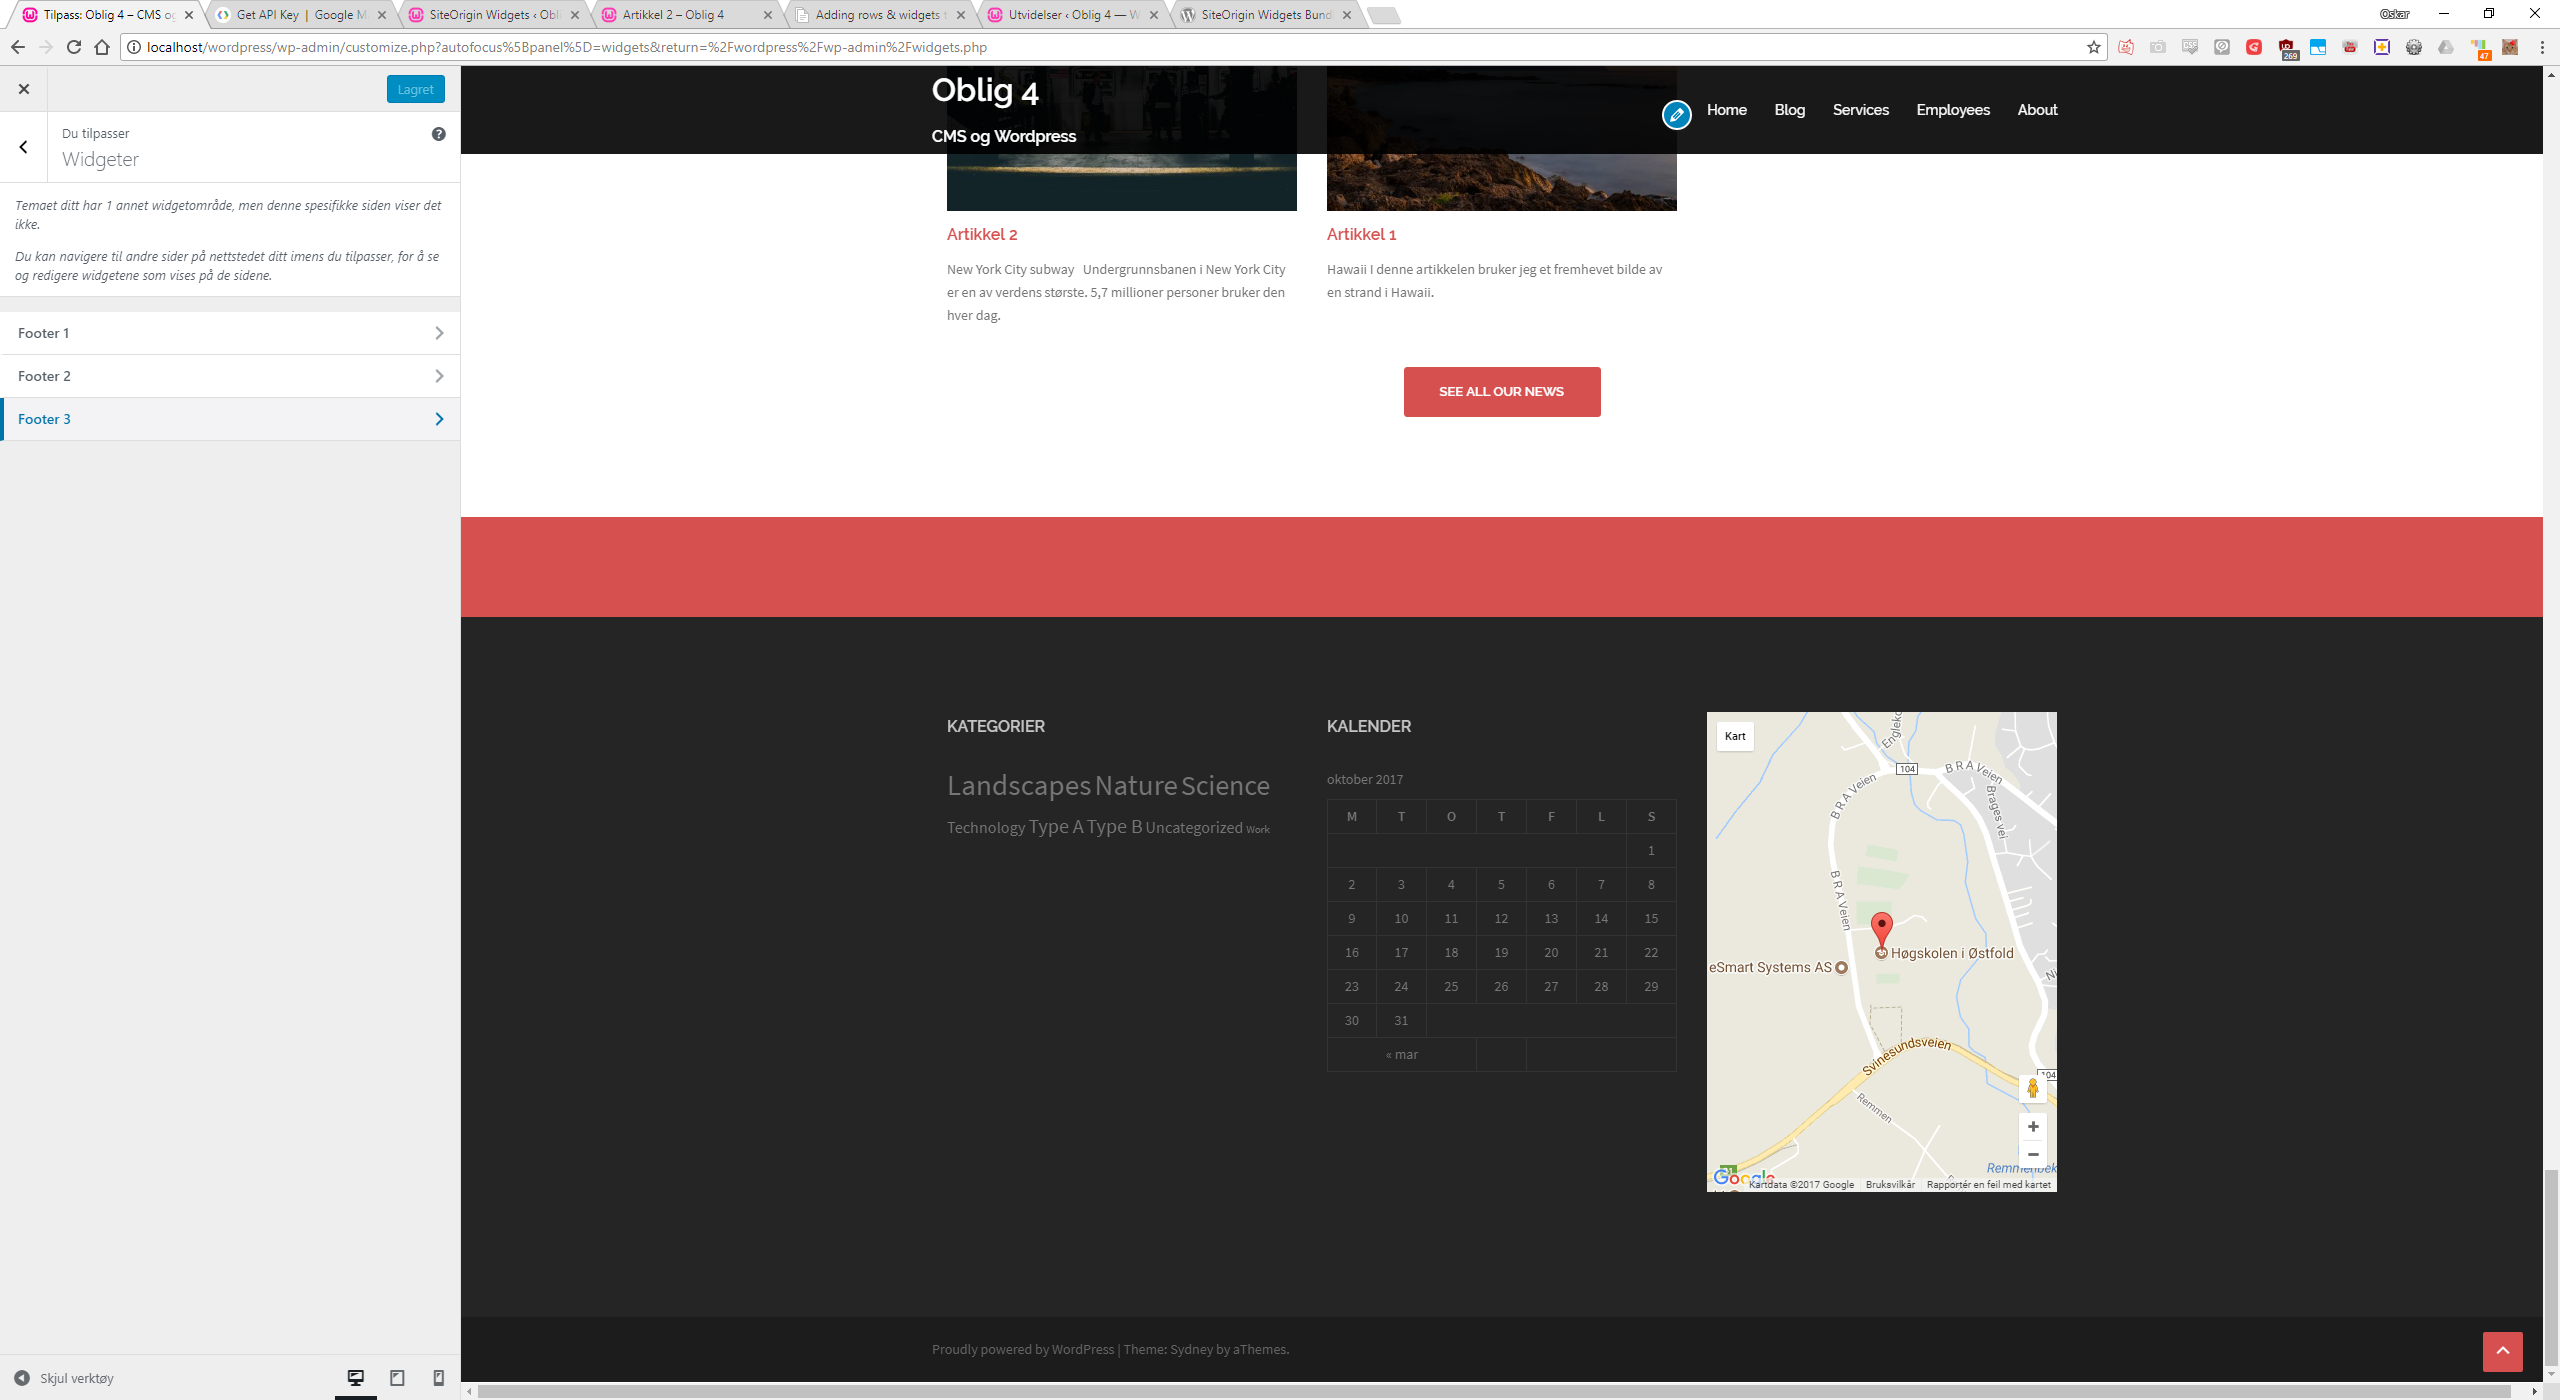 Tilpass: Oblig 4 – CMS og
Get API Key | Google M
SiteOrigin Widgets ‹ Obli
Artikkel 2 – Oblig 4
Adding rows & widgets
Utvidelser ‹ Oblig 4 — W
SiteOrigin Widgets Bund
Oskar
localhost/wordpress/wp-admin/customize.php?autofocus%5Bpanel%5D=widgets&return=%2Fwordpress%2Fwp-admin%2Fwidgets.php
269
47
Lagret
Du tilpasser
Widgeter
Temaet ditt har 1 annet widgetområde, men denne spesifikke siden viser det
ikke.
Du kan navigere til andre sider på nettstedet ditt imens du tilpasser, for å se
og redigere widgetene som vises på de sidene.
Footer 1
Footer 2
Footer 3
Skjul verktøy
Oblig 4
CMS og Wordpress
Home Blog Services Employees About
Artikkel 2
New York City subway Undergrunnsbanen i New York City
er en av verdens største. 5,7 millioner personer bruker den
hver dag.
Artikkel 1
Hawaii I denne artikkelen bruker jeg et fremhevet bilde av
en strand i Hawaii.
SEE ALL OUR NEWS
KATEGORIER
Landscapes Nature Science
Technology Type A Type B Uncategorized Work
KALENDER
oktober 2017
M T O T F L S
1
2 3 4 5 6 7 8
9 10 11 12 13 14 15
16 17 18 19 20 21 22
23 24 25 26 27 28 29
30 31
« mar
Kart
104
B R A Veien
B R A Veien
Brages vei
B R A Veien
Høgskolen i Østfold
eSmart Systems AS
Svinesundsveien
104
Remmen
Google
Kartdata ©2017 Google Bruksvilkår Rapportér en feil med kartet
Proudly powered by WordPress | Theme: Sydney by aThemes.